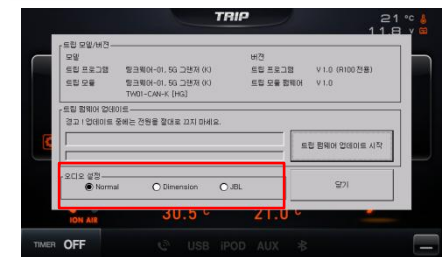 TRIP
21 °C
11.8 V
트립 모델/버전
모델
버전
트립 프로그램
팅크웨어-01, 5G 그랜저 (K)
트립 프로그램
V 1.0 (R100 전용)
트립 모듈
팅크웨어-01, 5G 그랜저 (K)
트립 모듈 펌웨어
V 1.0
TW01-CAN-K [HG]
트립 펌웨어 업데이트
경고 ! 업데이트 중에는 전원을 절대로 끄지 마세요.
트립 펌웨어 업데이트 시작
오디오 설정
Normal
Dimension
JBL
닫기
ION AIR
30.5 °C
21.0 °C
TIMER OFF
USB iPOD AUX